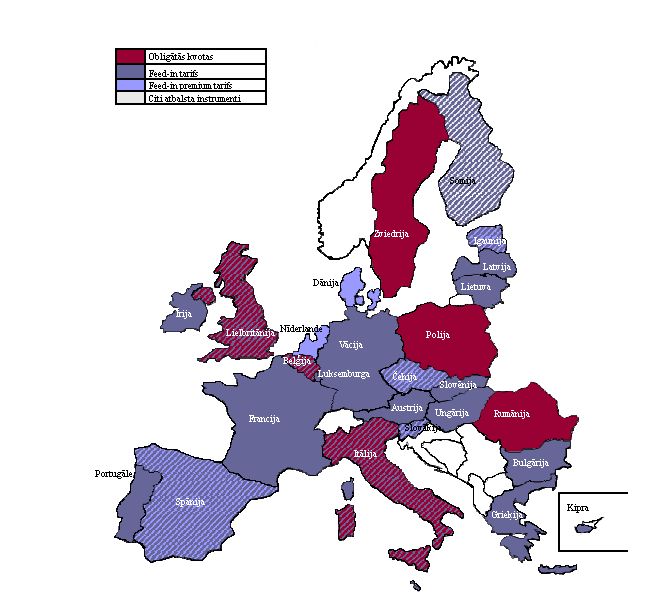 Obligātās kvotas
Feed-in tarifs
Feed-in premium tarifs
Citi atbalsta instrumenti
Somija
Zviedrija
Igaunija
Latvija
Lietuva
Dānija
Īrija
Lielbritānija
Nīderlande
Vācija
Polija
Beļģija
Luksemburga
Čehija
Slovēnija
Austrija
Ungārija
Rumānija
Francija
Slovākija
Itālija
Bulgārija
Portugāle
Spānija
Grieķija
Kipra